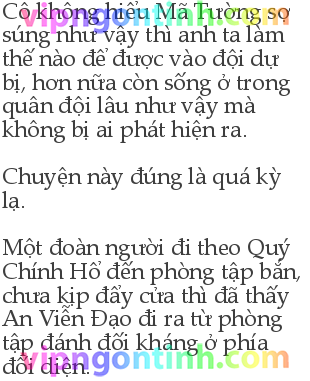 vipngontinh.com
Cô không hiểu Mã Lương sợ
súng như vậy thì anh ta làm
thế nào để được vào đội dự
bị, hơn nữa còn sống ở trong
quân đội lâu như vậy mà
không bị ai phát hiện ra.
Chuyện này đúng là quá kỳ
lạ.
Một đoàn người đi theo Quý
Chính Hổ đến phòng tập bắn,
chưa kịp đẩy cửa thì đã thấy
An Viễn Đạo đi ra từ phòng
tập đánh đối kháng ở phía
đối diện.
vipngontinh.com